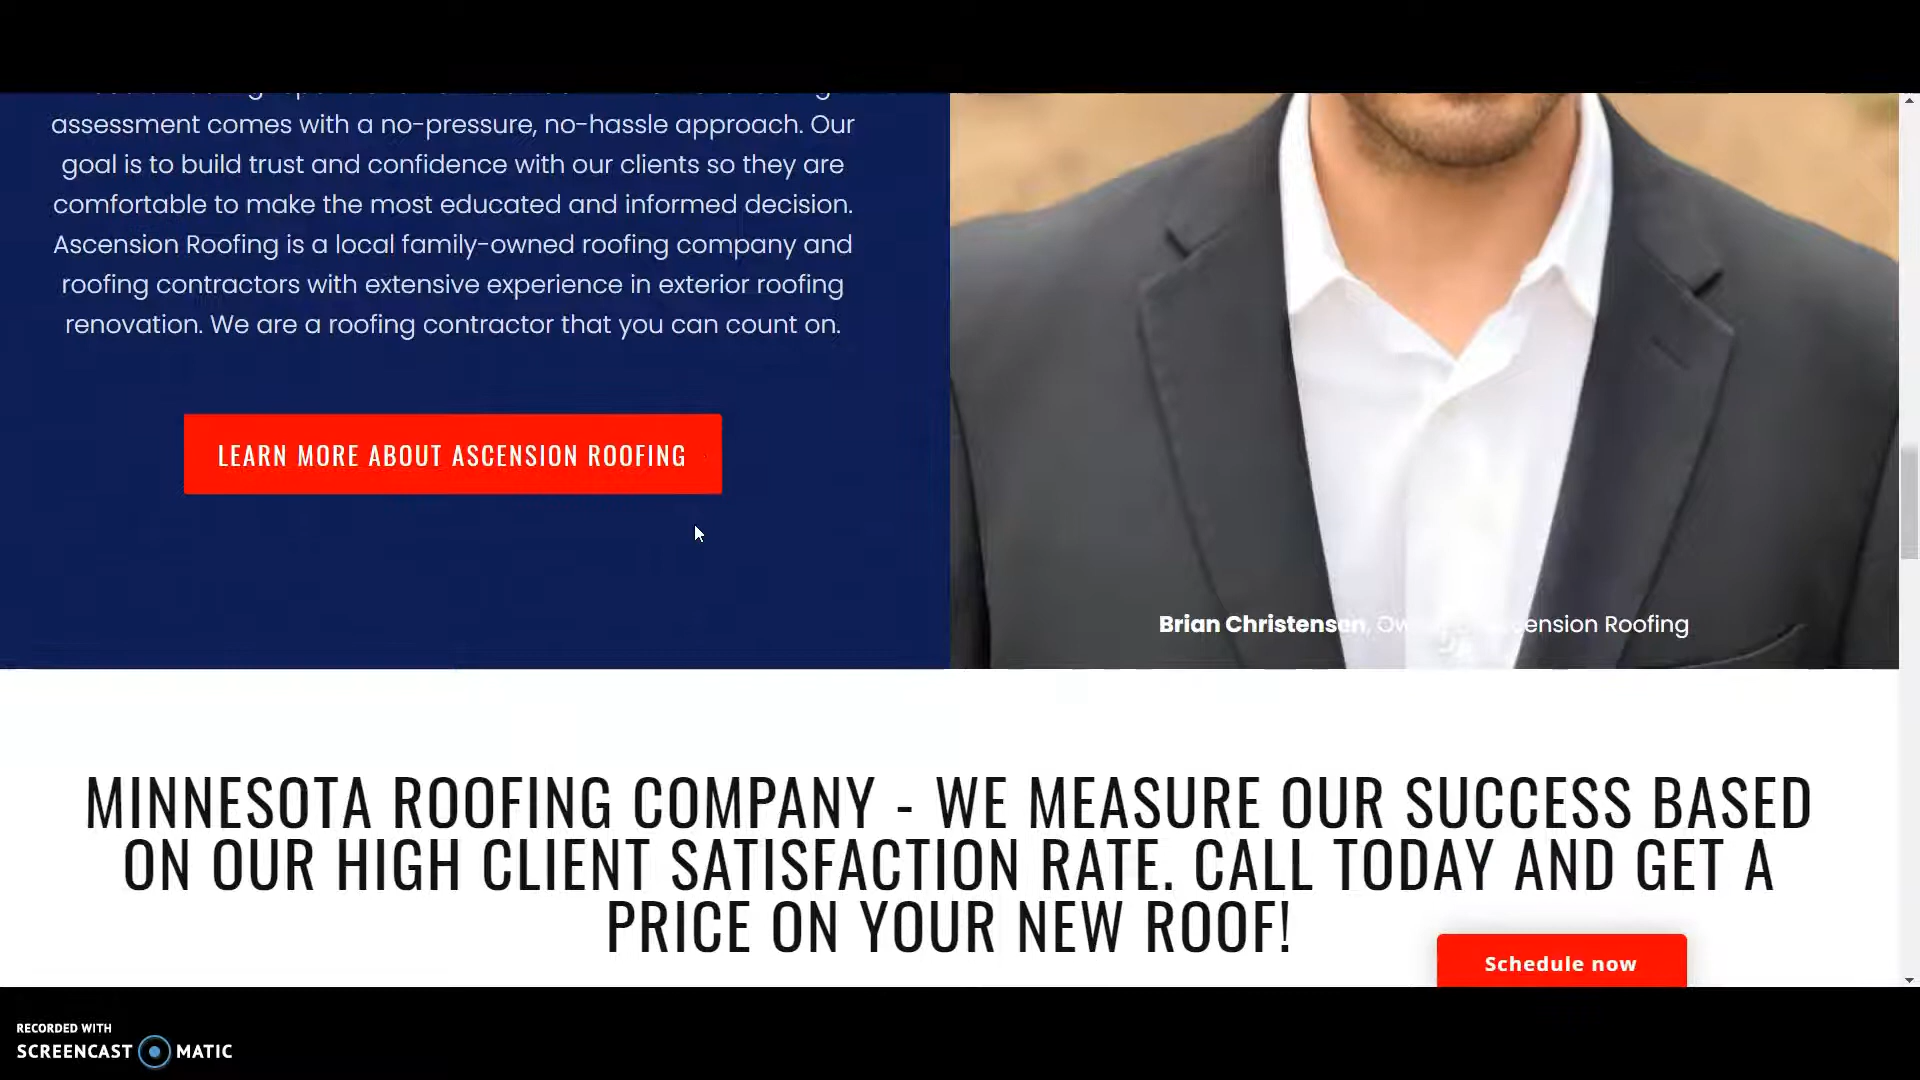 assessment comes with a no-pressure, no-hassle approach. Our
goal is to build trust and confidence with our clients so they are
comfortable to make the most educated and informed decision.
Ascension Roofing is a local family-owned roofing company and
roofing contractors with extensive experience in exterior roofing
renovation. We are a roofing contractor that you can count on.
LEARN MORE ABOUT ASCENSION ROOFING
Brian Christensen, Roofing
MINNESOTA ROOFING COMPANY - WE MEASURE OUR SUCCESS BASED
ON OUR HIGH CLIENT SATISFACTION RATE. CALL TODAY AND GET A
PRICE ON YOUR NEW ROOF!
Schedule now
RECORDED WITH
SCREENCAST MATIC